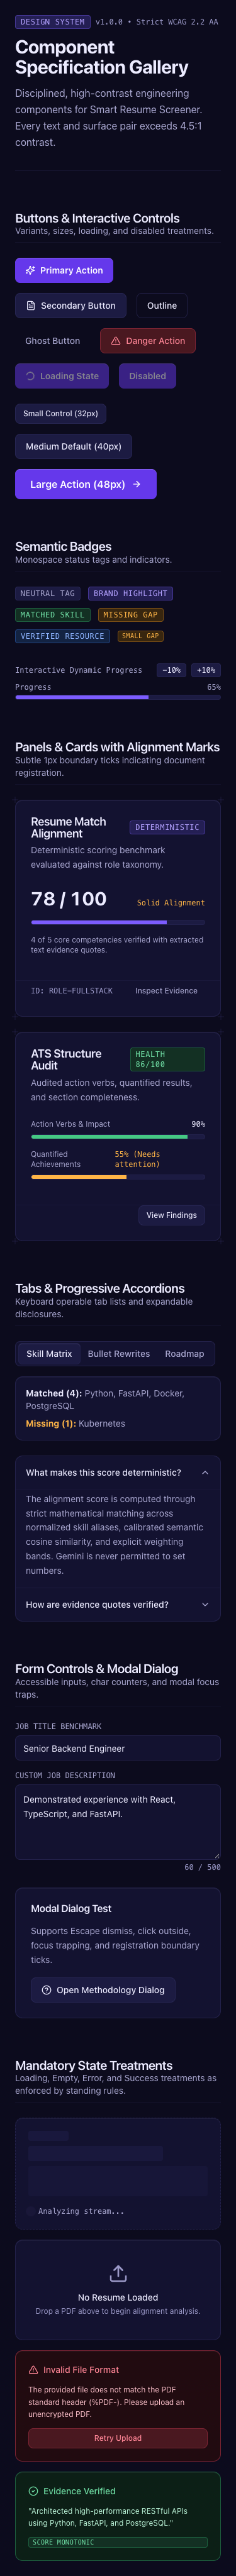 DESIGN SYSTEM v1.0.0 • Strict WCAG 2.2 AA
Component
Specification Gallery
Disciplined, high-contrast engineering
components for Smart Resume Screener.
Every text and surface pair exceeds 4.5:1
contrast.
Buttons & Interactive Controls
Variants, sizes, loading, and disabled treatments.
Primary Action
Secondary Button
Outline
Ghost Button
Danger Action
Loading State
Disabled
Small Control (32px)
Medium Default (40px)
Large Action (48px)
Semantic Badges
Monospace status tags and indicators.
NEUTRAL TAG
BRAND HIGHLIGHT
MATCHED SKILL
MISSING GAP
VERIFIED RESOURCE
SMALL GAP
Interactive Dynamic Progress
-10%
+10%
Progress
65%
Panels & Cards with Alignment Marks
Subtle 1px boundary ticks indicating document
registration.
Resume Match
Alignment
DETERMINISTIC
Deterministic scoring benchmark
evaluated against role taxonomy.
78 / 100
Solid Alignment
4 of 5 core competencies verified with extracted
text evidence quotes.
ID: ROLE-FULLSTACK
Inspect Evidence
ATS Structure
Audit
HEALTH
86/100
Audited action verbs, quantified results,
and section completeness.
Action Verbs & Impact
90%
Quantified
Achievements
55% (Needs
attention)
View Findings
Tabs & Progressive Accordions
Keyboard operable tab lists and expandable
disclosures.
Skill Matrix
Bullet Rewrites
Roadmap
Matched (4): Python, FastAPI, Docker,
PostgreSQL
Missing (1): Kubernetes
What makes this score deterministic?
The alignment score is computed through
strict mathematical matching across
normalized skill aliases, calibrated semantic
cosine similarity, and explicit weighting
bands. Gemini is never permitted to set
numbers.
How are evidence quotes verified?
Form Controls & Modal Dialog
Accessible inputs, char counters, and modal focus
traps.
JOB TITLE BENCHMARK
Senior Backend Engineer
CUSTOM JOB DESCRIPTION
Demonstrated experience with React,
TypeScript, and FastAPI.
60 / 500
Modal Dialog Test
Supports Escape dismiss, click outside,
focus trapping, and registration boundary
ticks.
Open Methodology Dialog
Mandatory State Treatments
Loading, Empty, Error, and Success treatments as
enforced by standing rules.
Analyzing stream...
No Resume Loaded
Drop a PDF above to begin alignment analysis.
Invalid File Format
The provided file does not match the PDF
standard header (%PDF-). Please upload an
unencrypted PDF.
Retry Upload
Evidence Verified
"Architected high-performance RESTful APIs
using Python, FastAPI, and PostgreSQL."
SCORE MONOTONIC